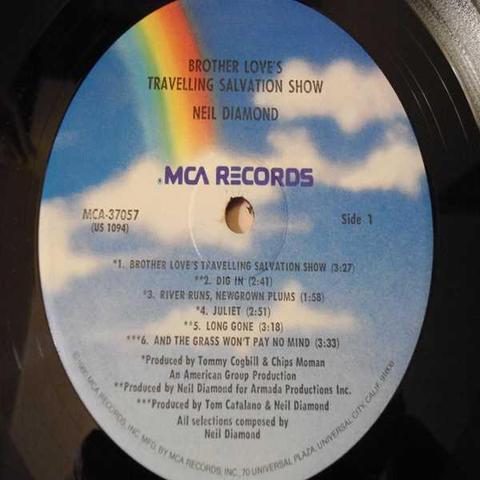 BROTHER LOVE'S
TRAVELLING SALVATION SHOW
NEIL DIAMOND
MCA RECORDS
MCA-37057
(US 1094)
Side 1
*1. BROTHER LOVE'S TRAVELLING SALVATION SHOW (3:27)
**2. DIG IN (2:41)
*3. RIVER RUNS, NEWGROWN PLUMS (1:58)
*4. JULIET (2:51)
**5. LONG GONE (3:18)
***6. AND THE GRASS WON'T PAY NO MIND (3:33)
*Produced by Tommy Cogbill & Chips Moman
An American Group Production
**Produced by Neil Diamond for Armada Productions Inc.
***Produced by Tom Catalano & Neil Diamond
All selections composed by
Neil Diamond
MCA RECORDS, INC. MFG. BY MCA RECORDS, INC., 70 UNIVERSAL PLAZA, UNIVERSAL CITY, CALIF.